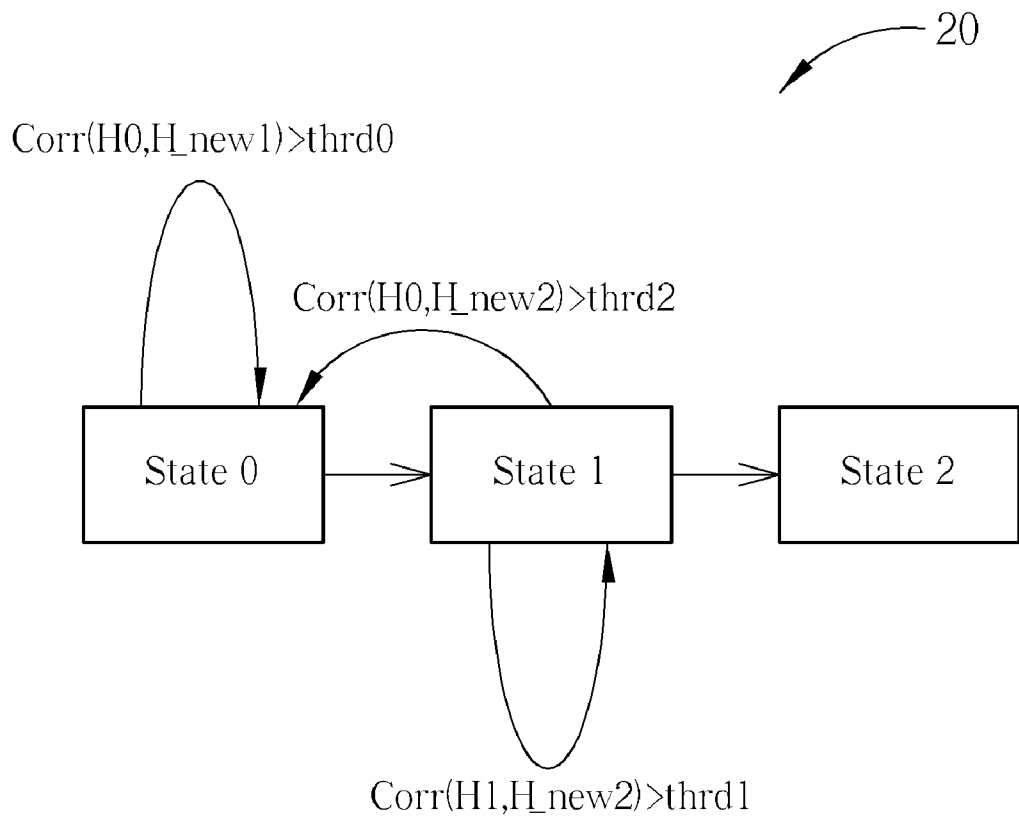 20
Corr(H0,H_new1)>thrd0
Corr(H0,H_new2)>thrd2
State 0
State 1
State 2
Corr(H1,H_new2)>thrd1